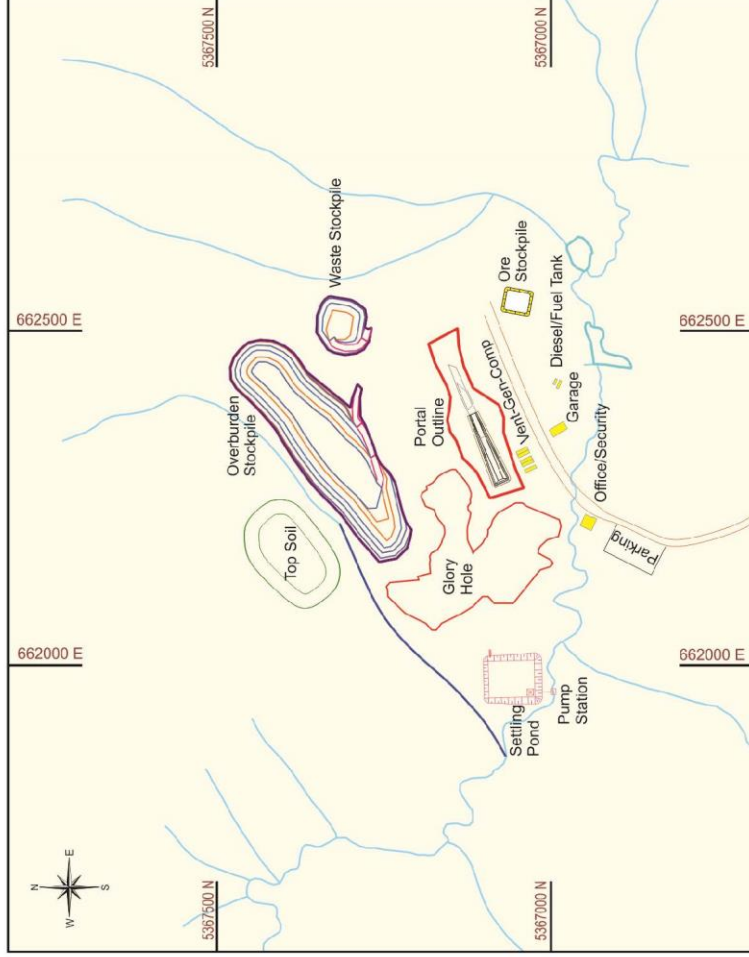 5367500 N
5367000 N
Waste Stockpile
662500 E
662500 E
Ore
Stockpile
Diesel/Fuel Tank
Overburden
Stockpile
Portal
Outline
Vent-Gen-Comp
Garage
Office/Security
Parking
Top Soil
Glory
Hole
662000 E
662000 E
Settling
Pond
Pump
Station
N
W
E
S
5367500 N
5367000 N